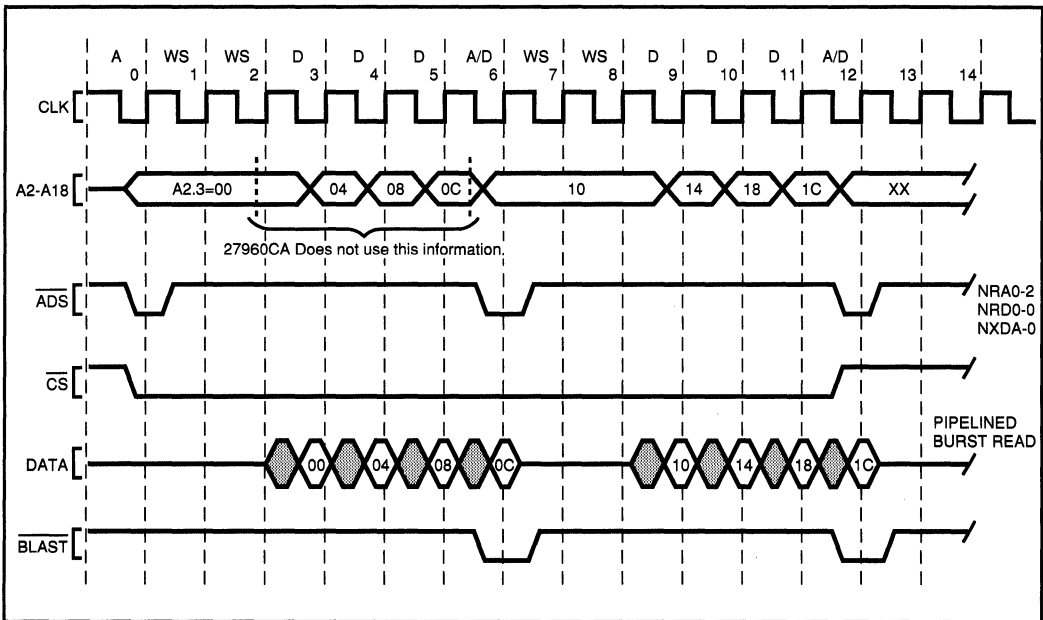 A WS WS D D D A/D WS WS D D D A/D
0 1 2 3 4 5 6 7 8 9 10 11 12 13 14
CLK
A2-A18 A2.3=00 04 08 0C 10 14 18 1C XX
27960CA Does not use this information.
ADS
NRA0-2
NRD0-0
NXDA-0
CS
PIPELINED
BURST READ
DATA 00 04 08 0C 10 14 18 1C
BLAST